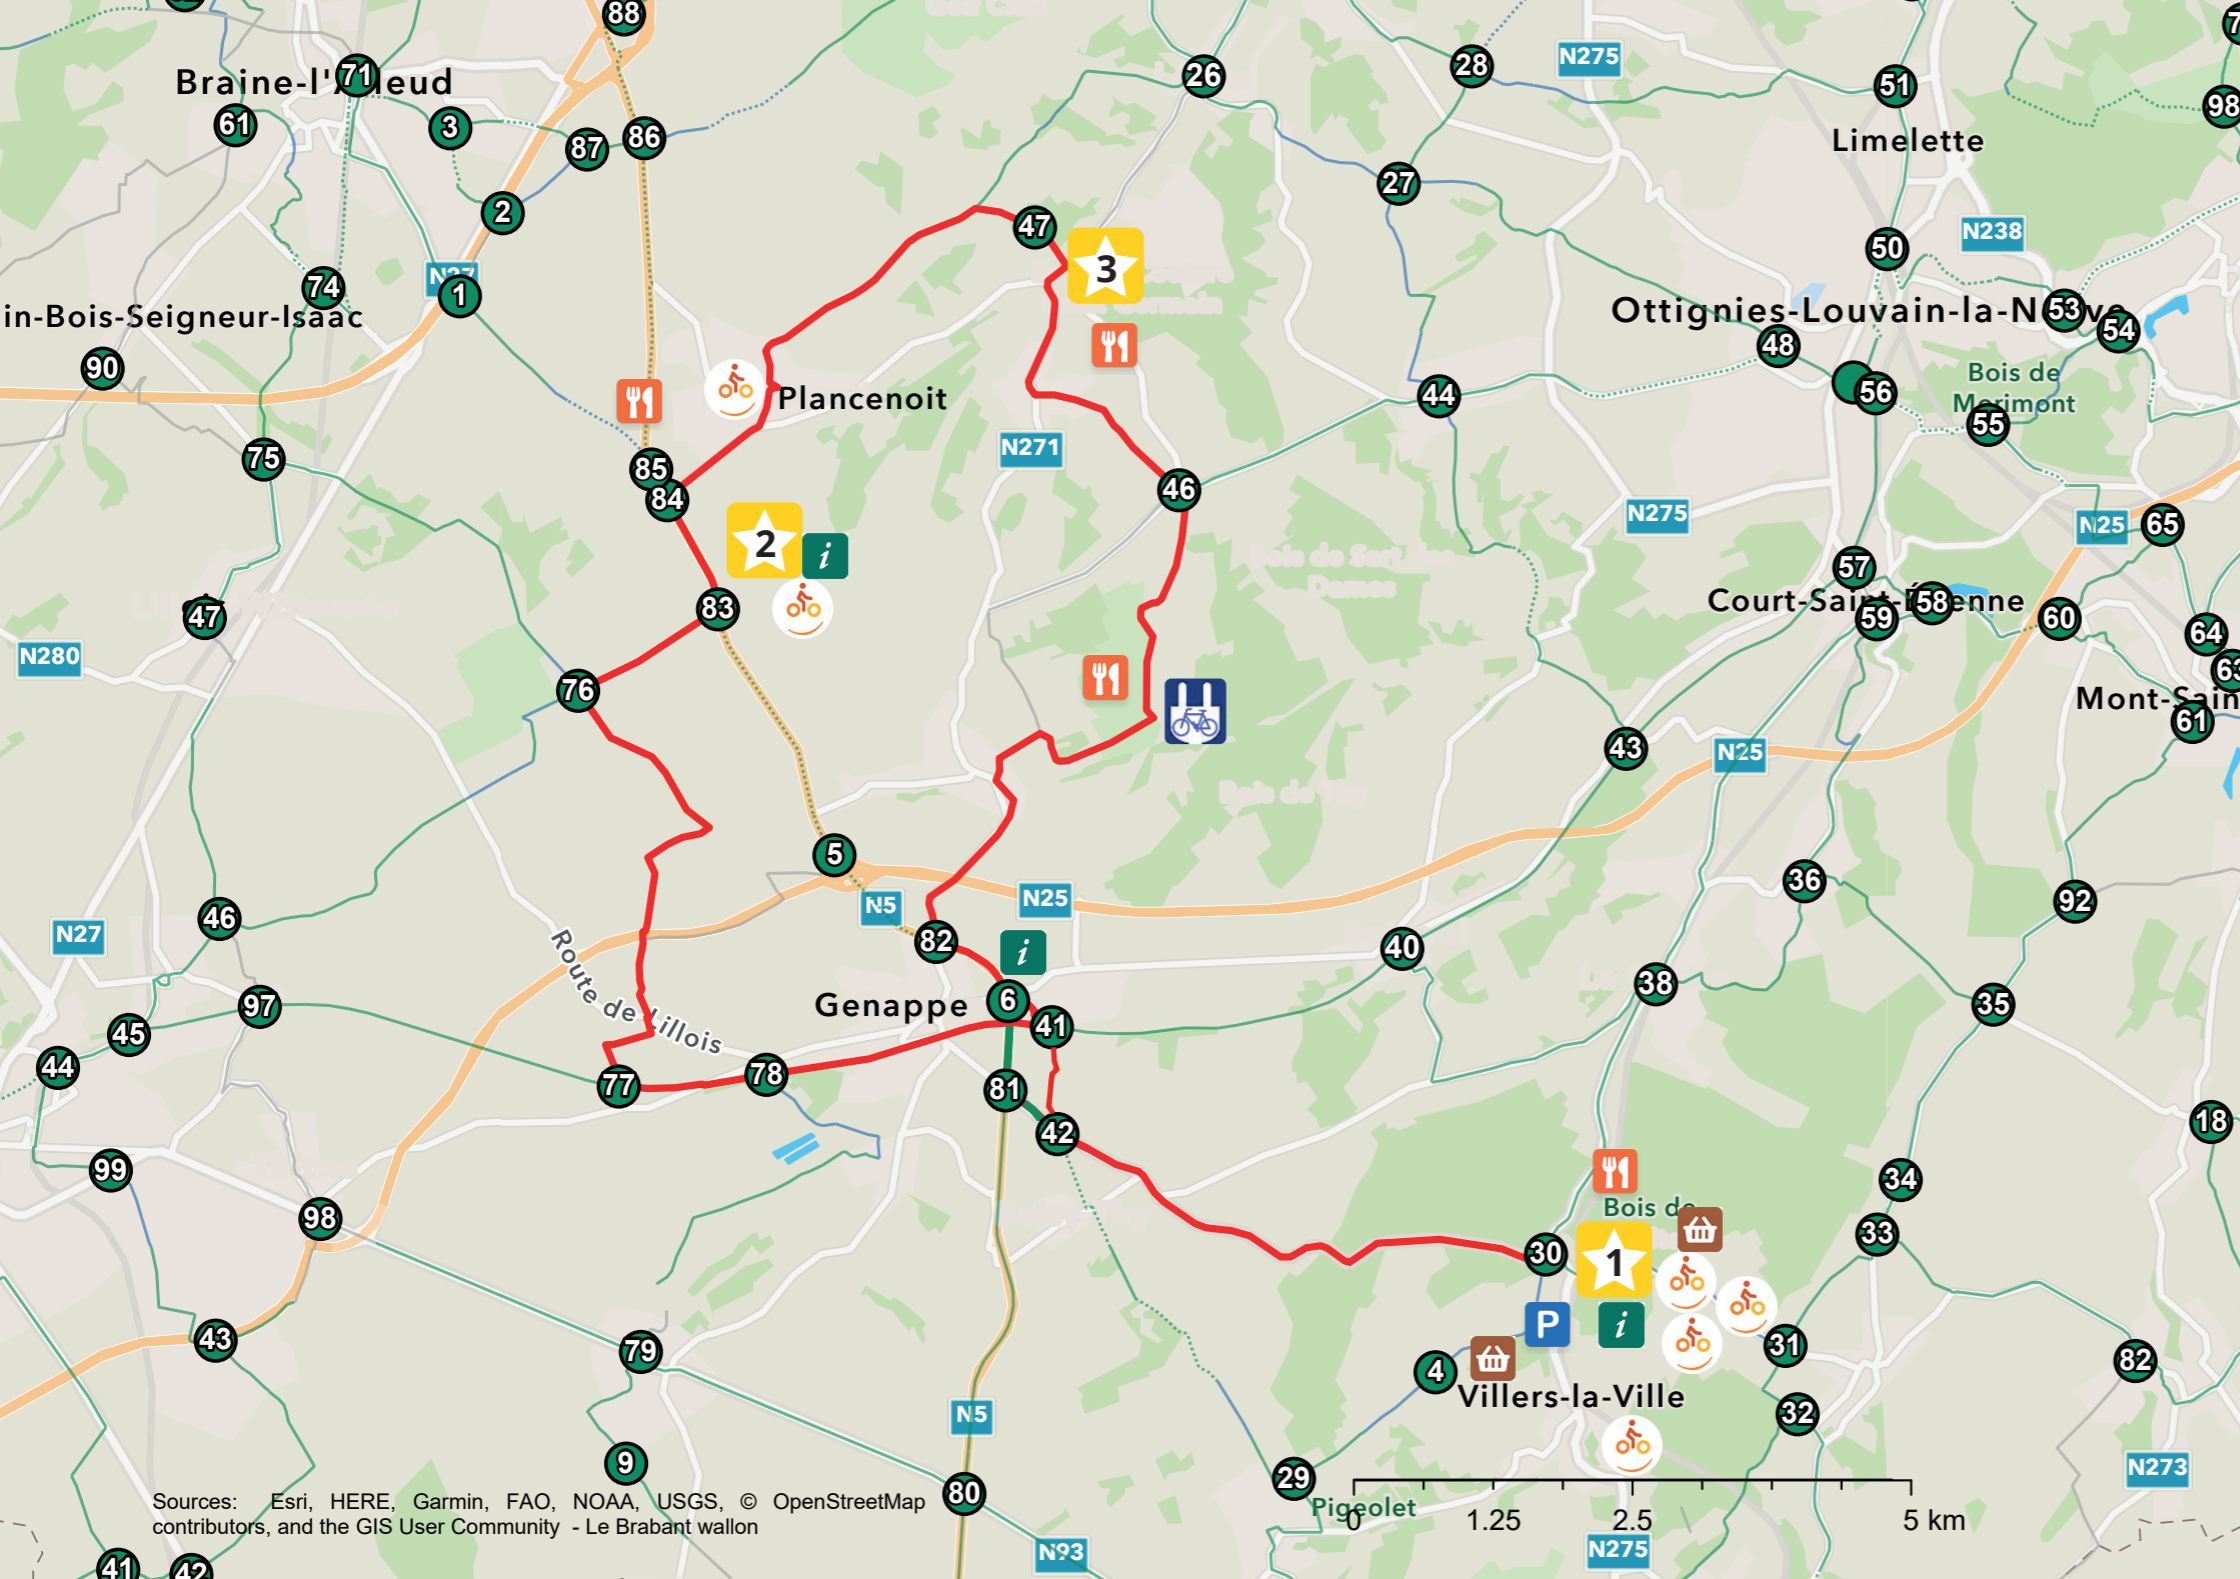 88
26
28
N275
51
71
Braine-l'Alleud
61
3
87
86
98
Limelette
27
2
47
3
N238
50
74
N27
1
in-Bois-Seigneur-Isaac
Ottignies-Louvain-la-Neuve
53
54
48
90
Plancenoit
44
56
Bois de
Merimont
55
N271
75
85
84
46
N275
N25
65
2
i
57
47
83
Court-Saint-Étienne
58
59
60
64
N280
63
76
Mont-Sain
61
43
N25
5
36
46
N5
N25
92
N27
82
i
40
Route de Lillois
38
97
Genappe
6
41
35
45
44
77
78
81
18
42
99
34
98
Bois de
33
30
1
P
i
43
79
31
82
4
Villers-la-Ville
32
N5
9
29
N273
80
Pigeolet
Sources: Esri, HERE, Garmin, FAO, NOAA, USGS, © OpenStreetMap
contributors, and the GIS User Community - Le Brabant wallon
0 1.25 2.5 5 km
N93
N275
41
42